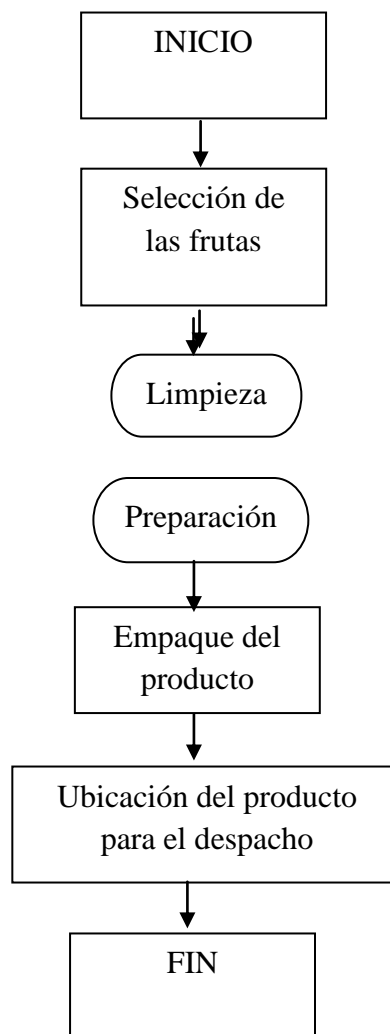 INICIO
Selección de
las frutas
Limpieza
Preparación
Empaque del
producto
Ubicación del producto
para el despacho
FIN